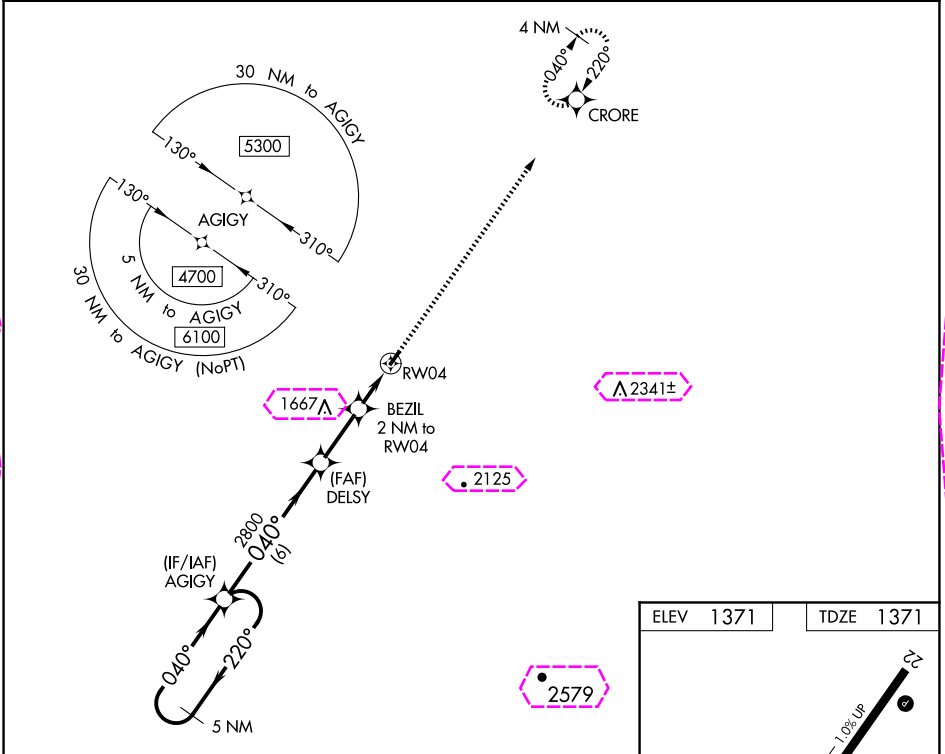 4 NM
040°
220°
CRORE
30 NM to AGIGY
5300
130°
310°
AGIGY
130°
310°
4700
5 NM to AGIGY
6100
30 NM to AGIGY (NoPT)
RW04
1667
BEZIL
2 NM to
RW04
2341±
(FAF)
DELSY
2125
2800
040°
(6)
(IF/IAF)
AGIGY
040°
220°
5 NM
2579
ELEV 1371
TDZE 1371
22
P
1.0% UP